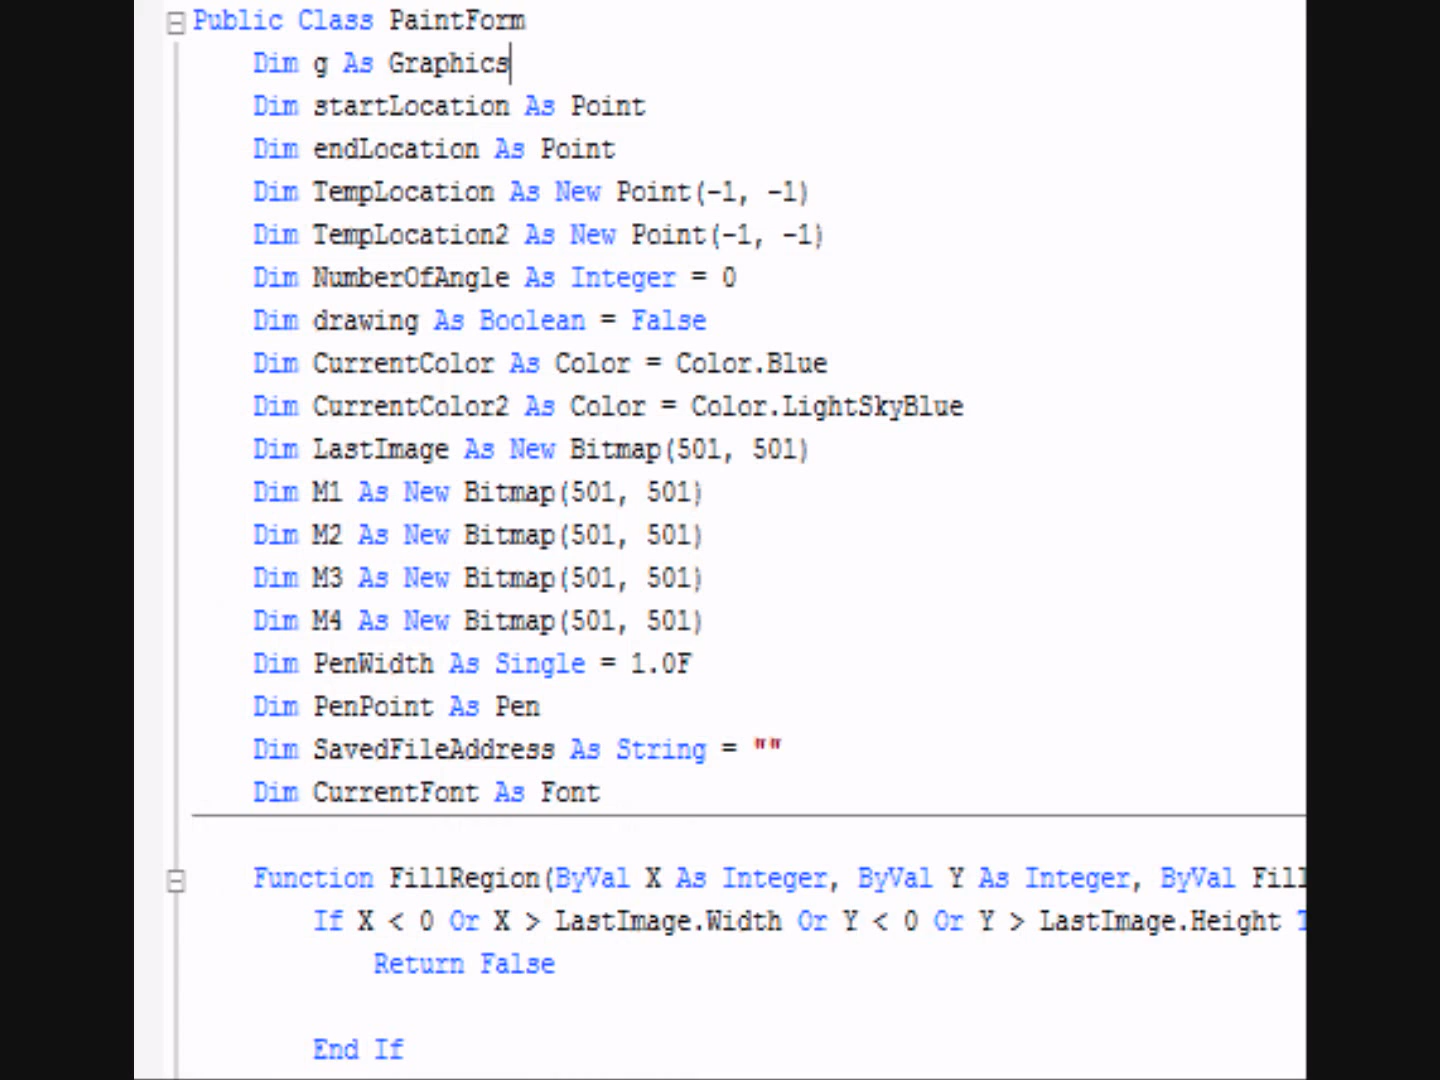 Public Class PaintForm
Dim g As Graphics
Dim startLocation As Point
Dim endLocation As Point
Dim TempLocation As New Point(-1, -1)
Dim TempLocation2 As New Point(-1, -1)
Dim NumberOfAngle As Integer = 0
Dim drawing As Boolean = False
Dim CurrentColor As Color = Color.Blue
Dim CurrentColor2 As Color = Color.LightSkyBlue
Dim LastImage As New Bitmap(501, 501)
Dim M1 As New Bitmap(501, 501)
Dim M2 As New Bitmap(501, 501)
Dim M3 As New Bitmap(501, 501)
Dim M4 As New Bitmap(501, 501)
Dim PenWidth As Single = 1.0F
Dim PenPoint As Pen
Dim SavedFileAddress As String = ""
Dim CurrentFont As Font
Function FillRegion(ByVal X As Integer, ByVal Y As Integer, ByVal Fill
If X < 0 Or X > LastImage.Width Or Y < 0 Or Y > LastImage.Height
Return False
End If